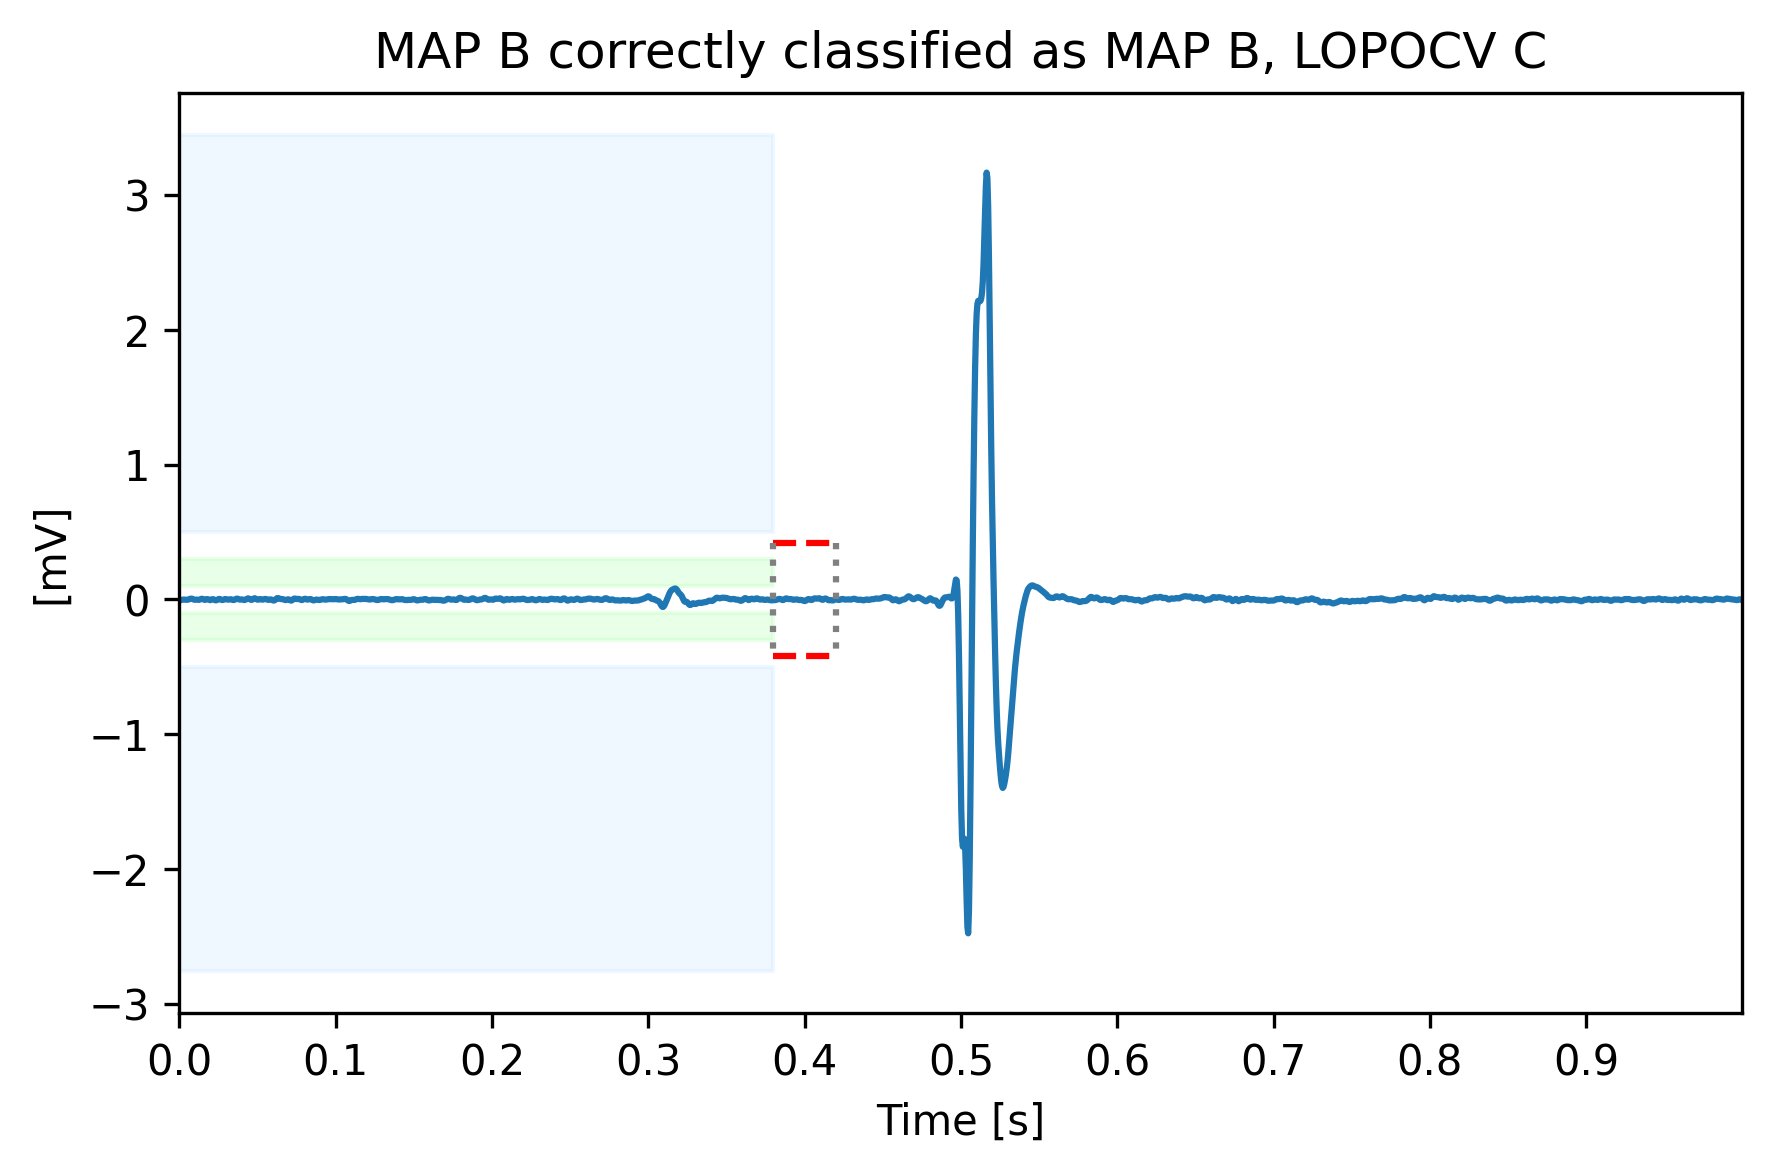 MAP B correctly classified as MAP B, LOPOCV C
[mV]
3
2
1
0
−1
−2
−3
0.0 0.1 0.2 0.3 0.4 0.5 0.6 0.7 0.8 0.9
Time [s]